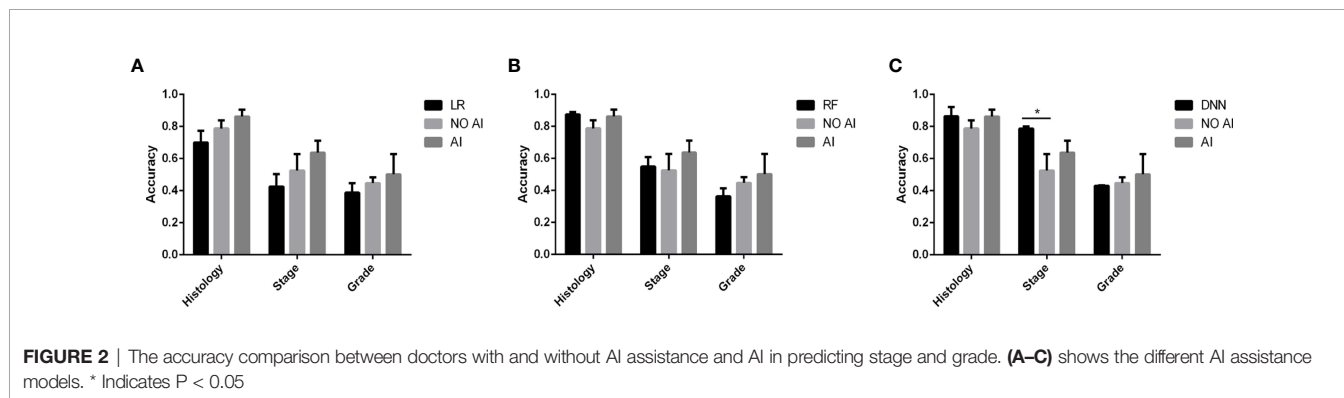 A
B
C
LR
NO AI
AI
RF
NO AI
AI
DNN
NO AI
AI
*
Accuracy
1.0
0.8
0.6
0.4
0.2
0.0
Histology
Stage
Grade
Accuracy
1.0
0.8
0.6
0.4
0.2
0.0
Histology
Stage
Grade
Accuracy
1.0
0.8
0.6
0.4
0.2
0.0
Histology
Stage
Grade
FIGURE 2 | The accuracy comparison between doctors with and without AI assistance and AI in predicting stage and grade. (A–C) shows the different AI assistance
models. * Indicates P < 0.05